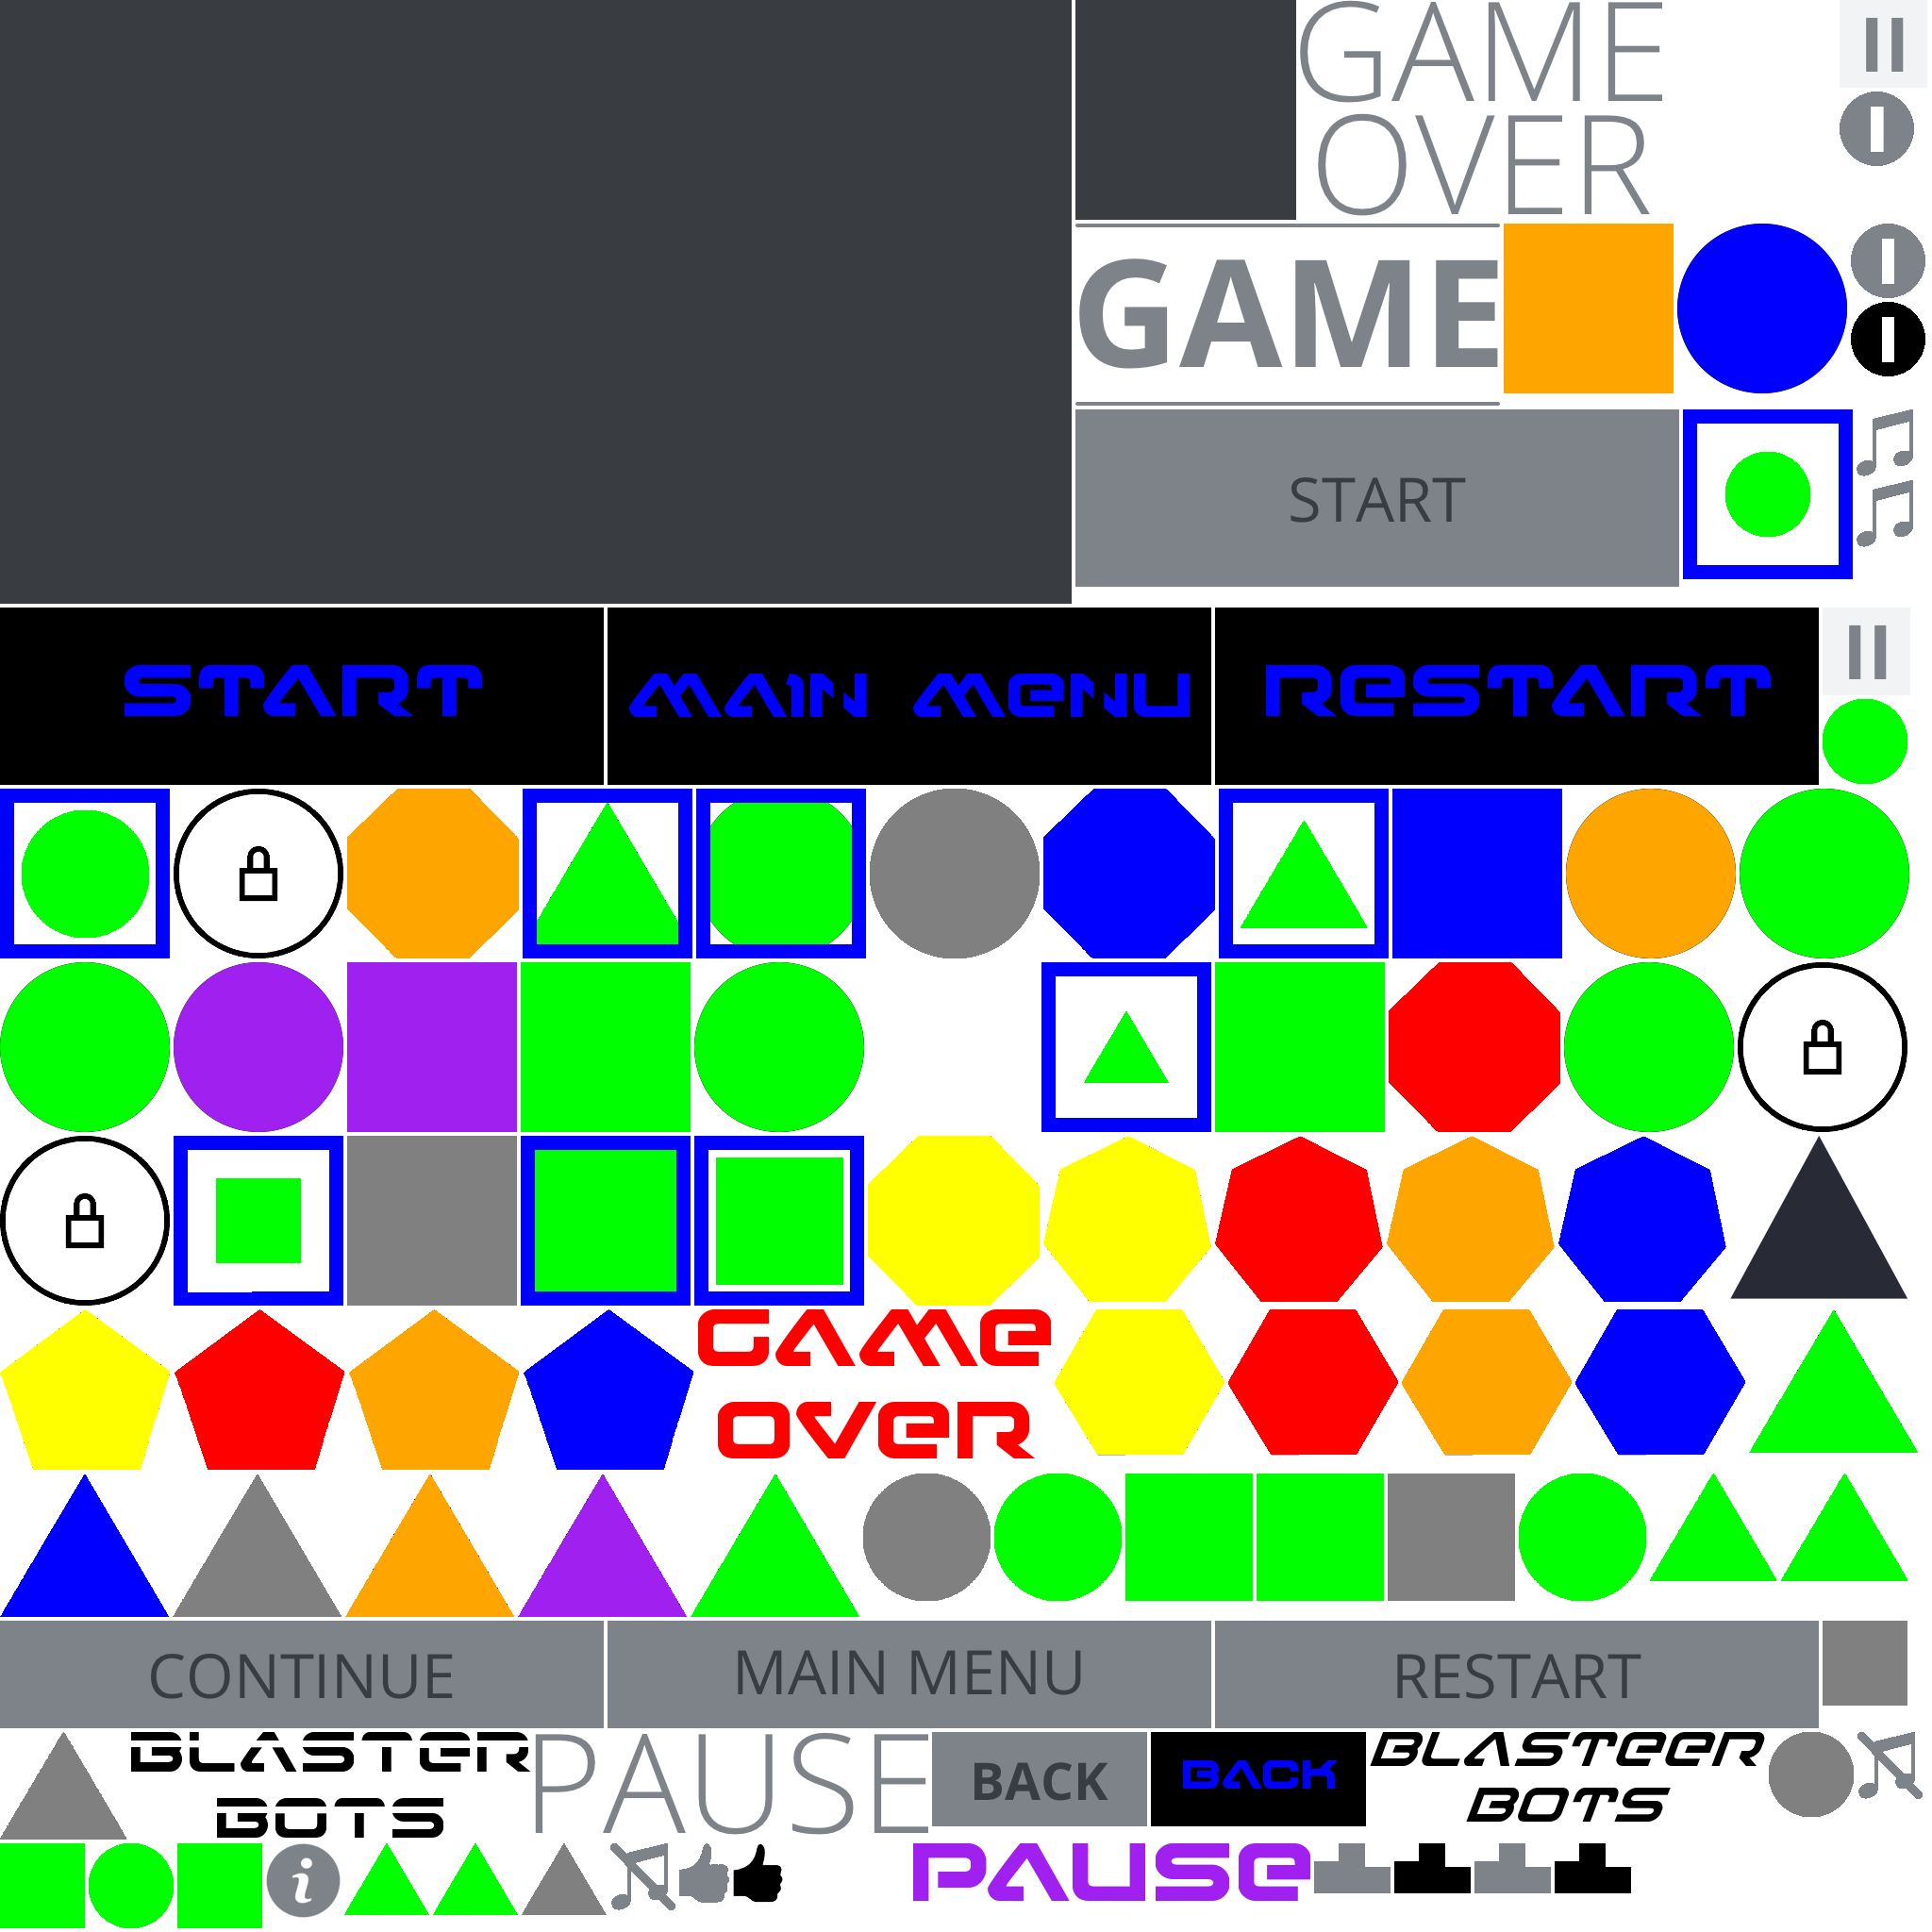 GAME
OVER
GAME
START
START
MAIN MENU
RESTART
GAME
OVER
CONTINUE
MAIN MENU
RESTART
BLASTER
BOTS
PAUSE
BACK
BACK
BLASTEER
BOTS
i
PAUSE